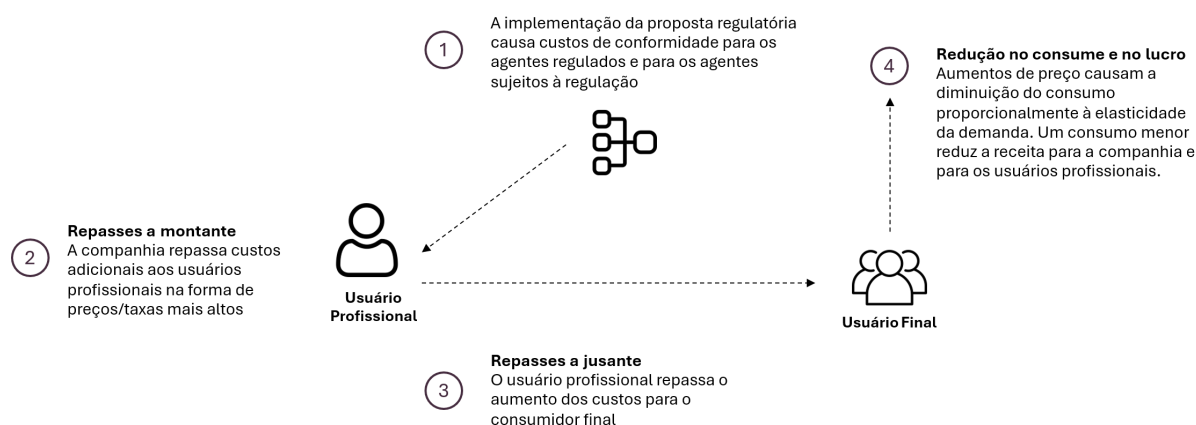 1
A implementação da proposta regulatória
causa custos de conformidade para os
agentes regulados e para os agentes
sujeitos à regulação
2
Repasses a montante
A companhia repassa custos
adicionais aos usuários
profissionais na forma de
preços/taxas mais altos
Usuário
Profissional
3
Repasses a jusante
O usuário profissional repassa o
aumento dos custos para o
consumidor final
4
Redução no consume e no lucro
Aumentos de preço causam a
diminuição do consumo
proporcionalmente à elasticidade
da demanda. Um consumo menor
reduz a receita para a companhia e
para os usuários profissionais.
Usuário Final